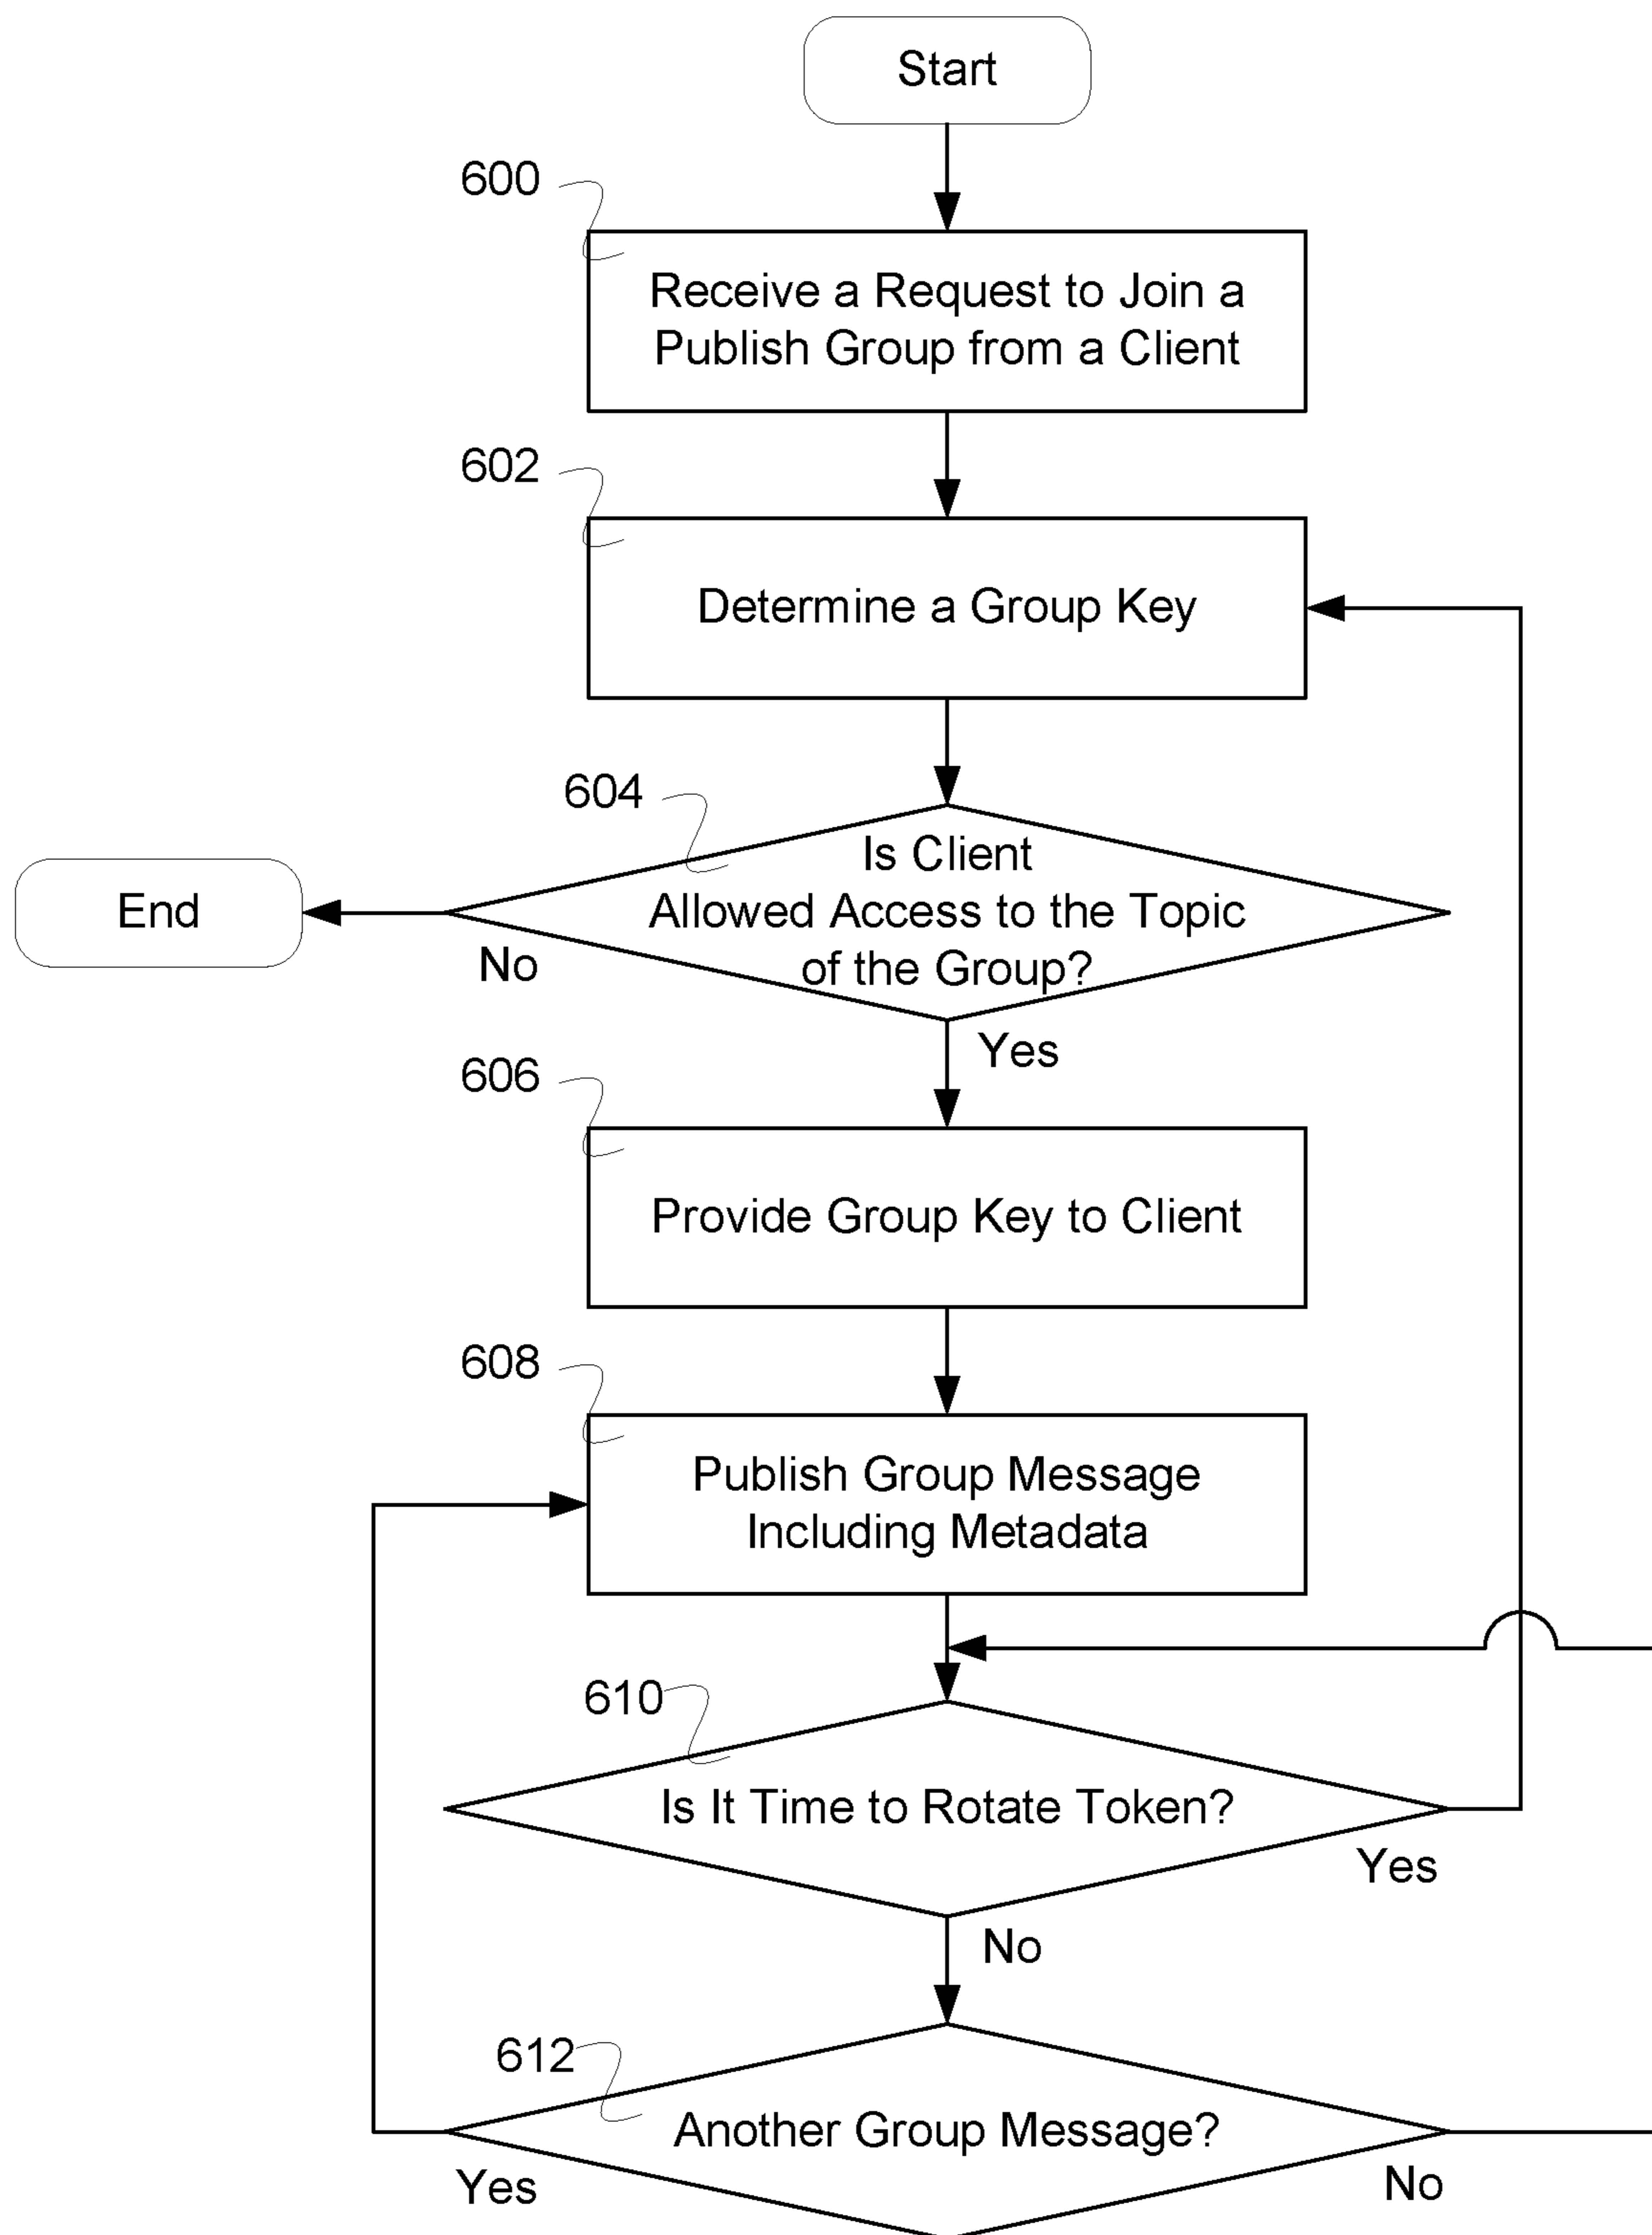 Start
600
Receive a Request to Join a
Publish Group from a Client
602
Determine a Group Key
604
Is Client
Allowed Access to the Topic
of the Group?
End
No
Yes
606
Provide Group Key to Client
608
Publish Group Message
Including Metadata
610
Is It Time to Rotate Token?
Yes
No
612
Another Group Message?
Yes
No